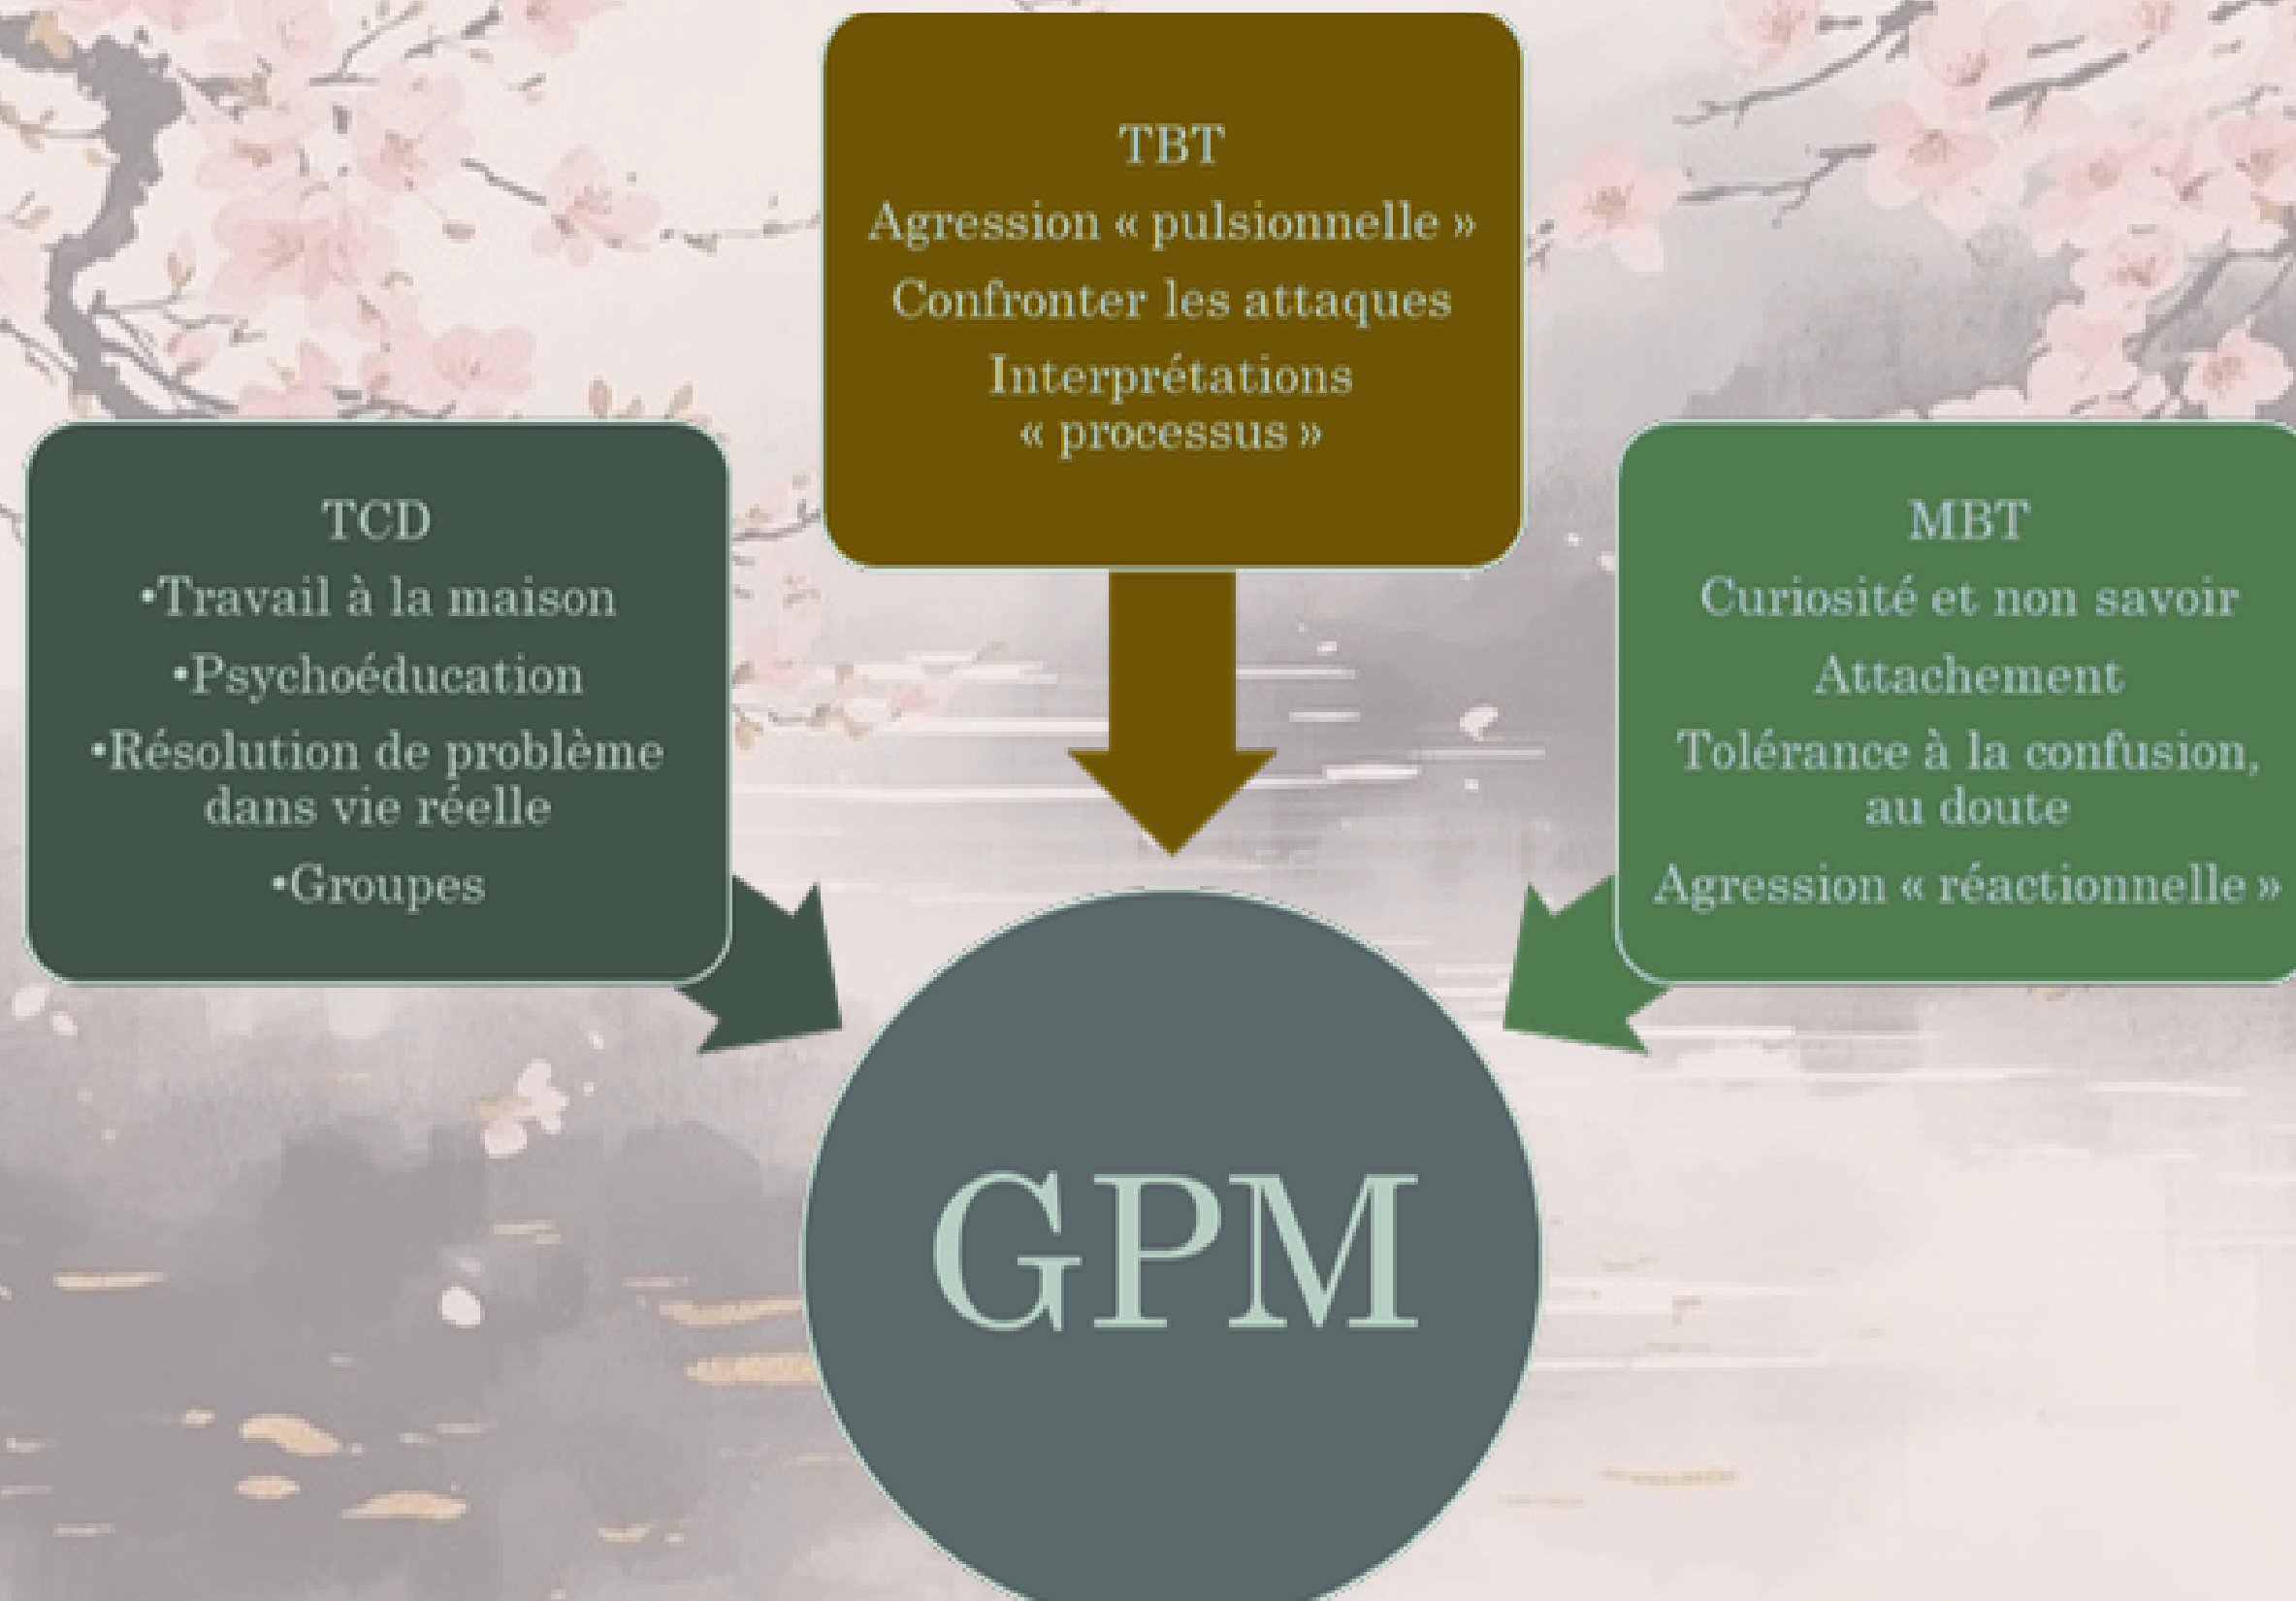 TBT
Agression « pulsionnelle »
Confronter les attaques
Interprétations
« processus »
TCD
•Travail à la maison
•Psychoéducation
•Résolution de problème
dans vie réelle
•Groupes
MBT
Curiosité et non savoir
Attachement
Tolérance à la confusion,
au doute
Agression « réactionnelle »
GPM